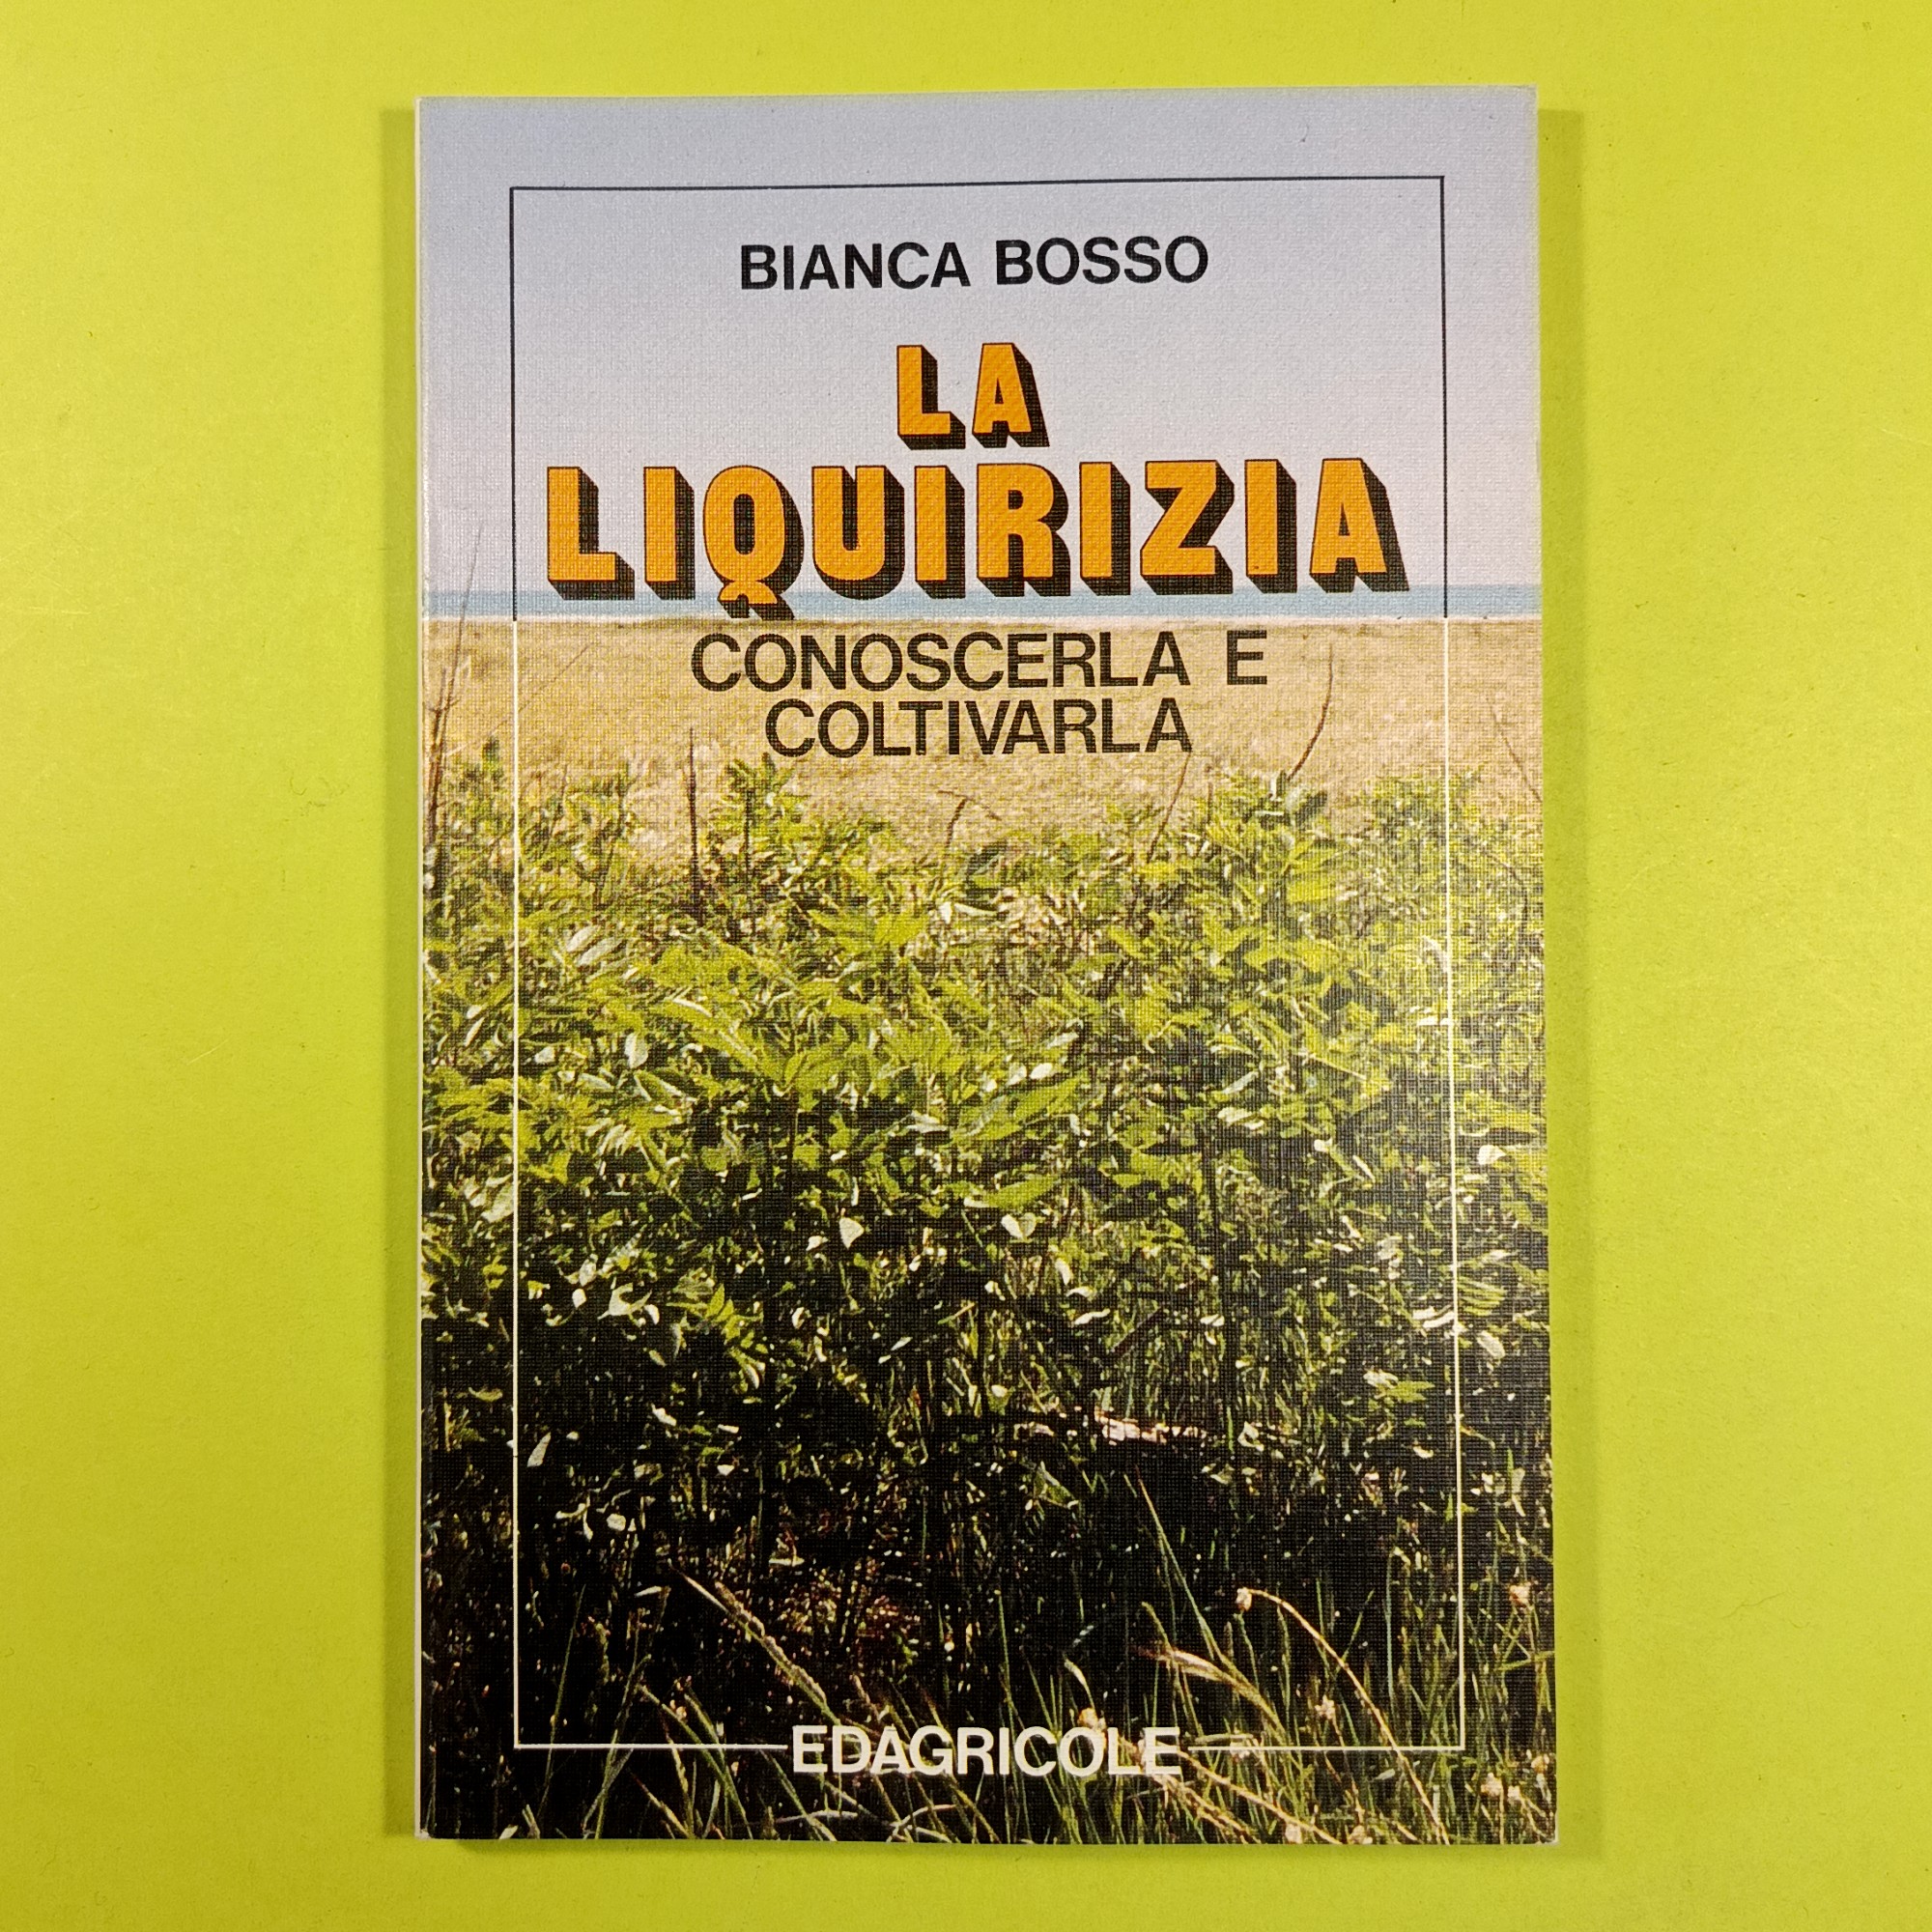 BIANCA BOSSO
LA
LIQUIRIZIA
CONOSCERLA E
COLTIVARLA
EDAGRICOLE